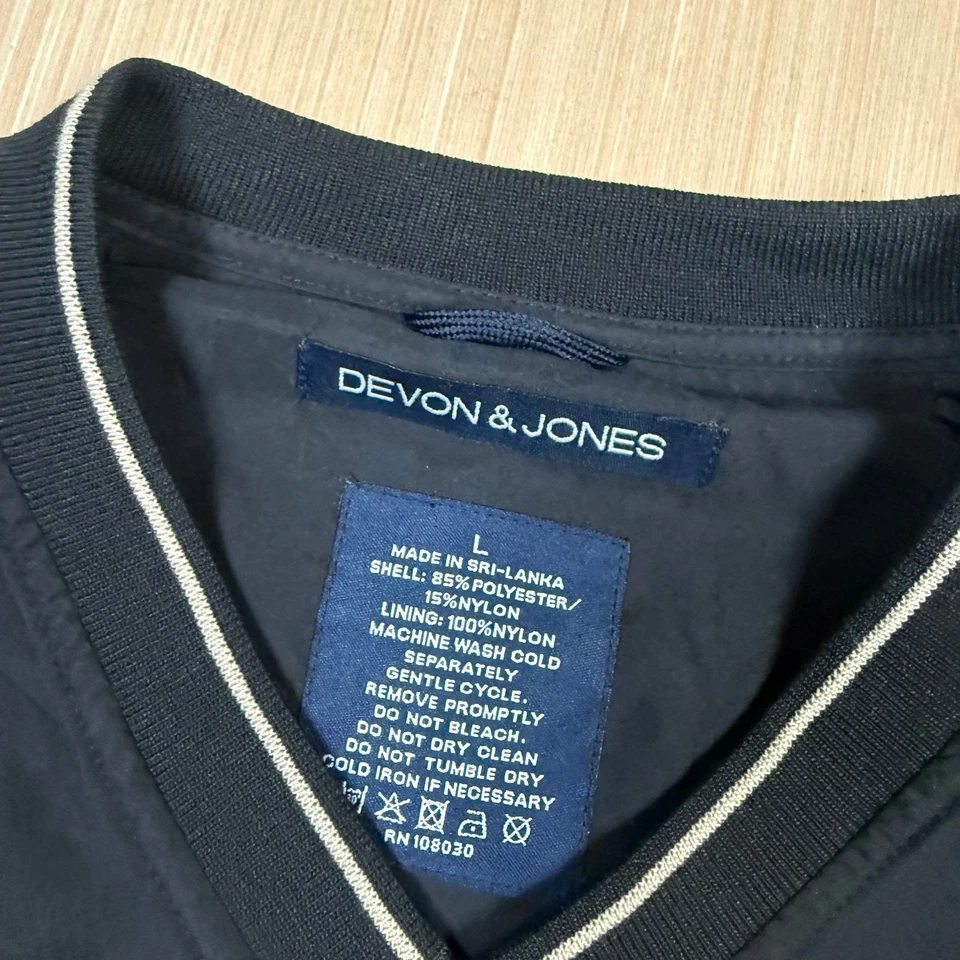 DEVON & JONES
L
MADE IN SRI-LANKA
SHELL: 85% POLYESTER/
15%NYLON
LINING: 100%NYLON
MACHINE WASH COLD
SEPARATELY
GENTLE CYCLE.
REMOVE PROMPTLY
DO NOT BLEACH.
DO NOT DRY CLEAN
DO NOT TUMBLE DRY
COLD IRON IF NECESSARY
RN 108030